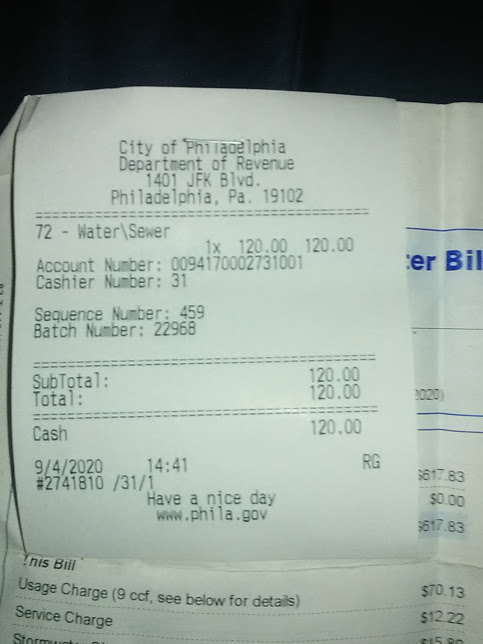 City of Philadelphia
Department of Revenue
1401 JFK Blvd.
Philadelphia, Pa. 19102
72 - Water\Sewer
1x 120.00 120.00
Account Number: 0094170002731001
Cashier Number: 31
Sequence Number: 459
Batch Number: 22968
SubTotal: 120.00
Total: 120.00
Cash 120.00
9/4/2020 14:41 RG
#2741810 /31/1
Have a nice day
www.phila.gov
er Bil
2020)
$617.83
$0.00
$617.83
This Bill
Usage Charge (9 ccf, see below for details) $70.13
Service Charge $12.22